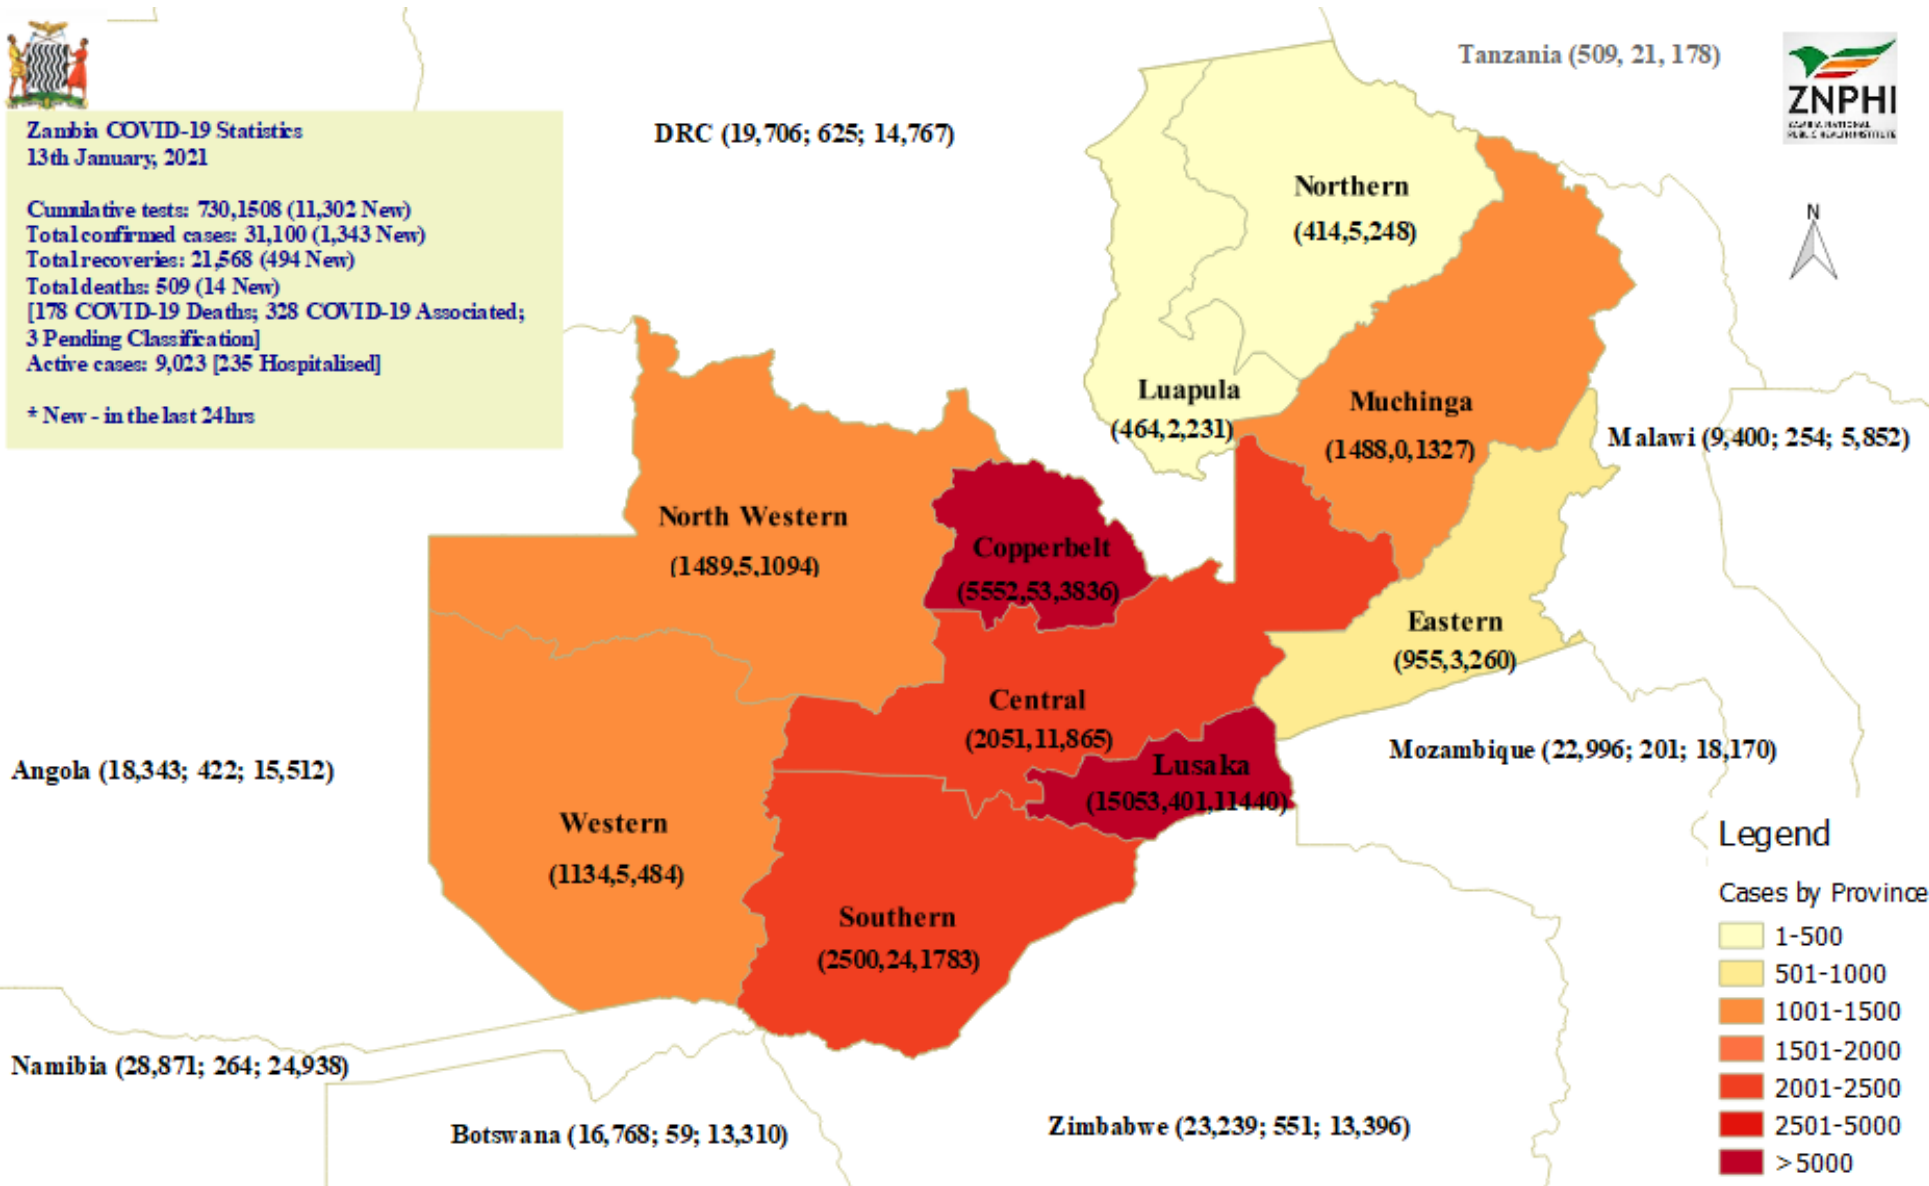 Zambia COVID-19 Statistics
13th January, 2021
Cumulative tests: 730,1508 (11,302 New)
Total confirmed cases: 31,100 (1,343 New)
Total recoveries: 21,568 (494 New)
Total deaths: 509 (14 New)
[178 COVID-19 Deaths; 328 COVID-19 Associated;
3 Pending Classification]
Active cases: 9,023 [235 Hospitalised]
* New - in the last 24hrs
Tanzania (509, 21, 178)
ZNPHI
ZAMBIA NATIONAL
PUBLIC HEALTH INSTITUTE
N
DRC (19,706; 625; 14,767)
Northern
(414,5,248)
Luapula
(464,2,231)
Muchinga
(1488,0,1327)
Malawi (9,400; 254; 5,852)
North Western
(1489,5,1094)
Copperbelt
(5552,53,3836)
Eastern
(955,3,260)
Central
(2051,11,865)
Lusaka
(15053,401,11440)
Mozambique (22,996; 201; 18,170)
Angola (18,343; 422; 15,512)
Western
(1134,5,484)
Southern
(2500,24,1783)
Namibia (28,871; 264; 24,938)
Botswana (16,768; 59; 13,310)
Zimbabwe (23,239; 551; 13,396)
Legend
Cases by Province
1-500
501-1000
1001-1500
1501-2000
2001-2500
2501-5000
>5000